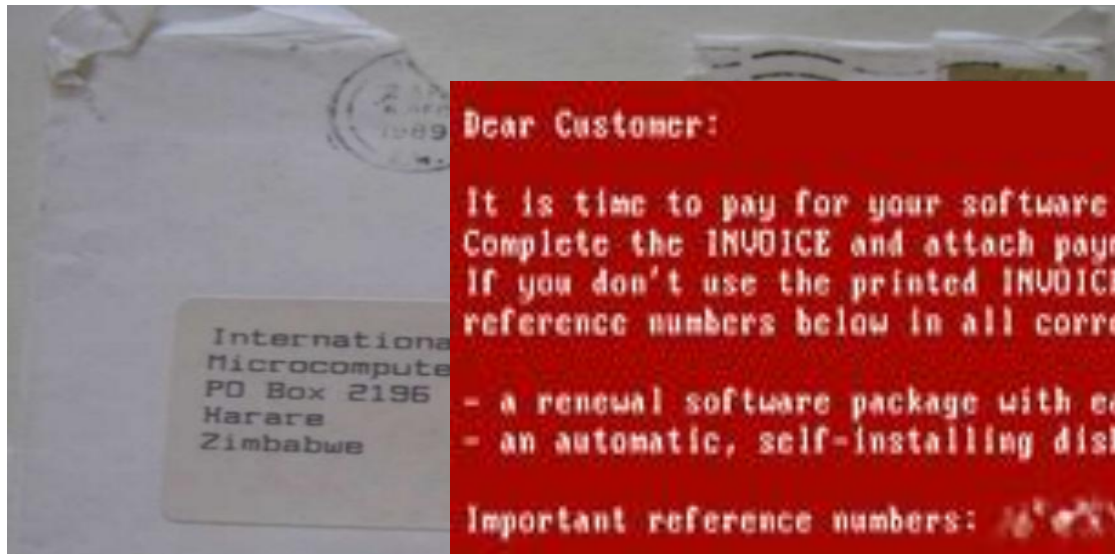 1989
International
Microcompute
PO Box 2196
Harare
Zimbabwe
Dear Customer:
It is time to pay for your software
Complete the INVOICE and attach pay
If you don't use the printed INVOIC
reference numbers below in all corr
- a renewal software package with e
- an automatic, self-installing dis
Important reference numbers: